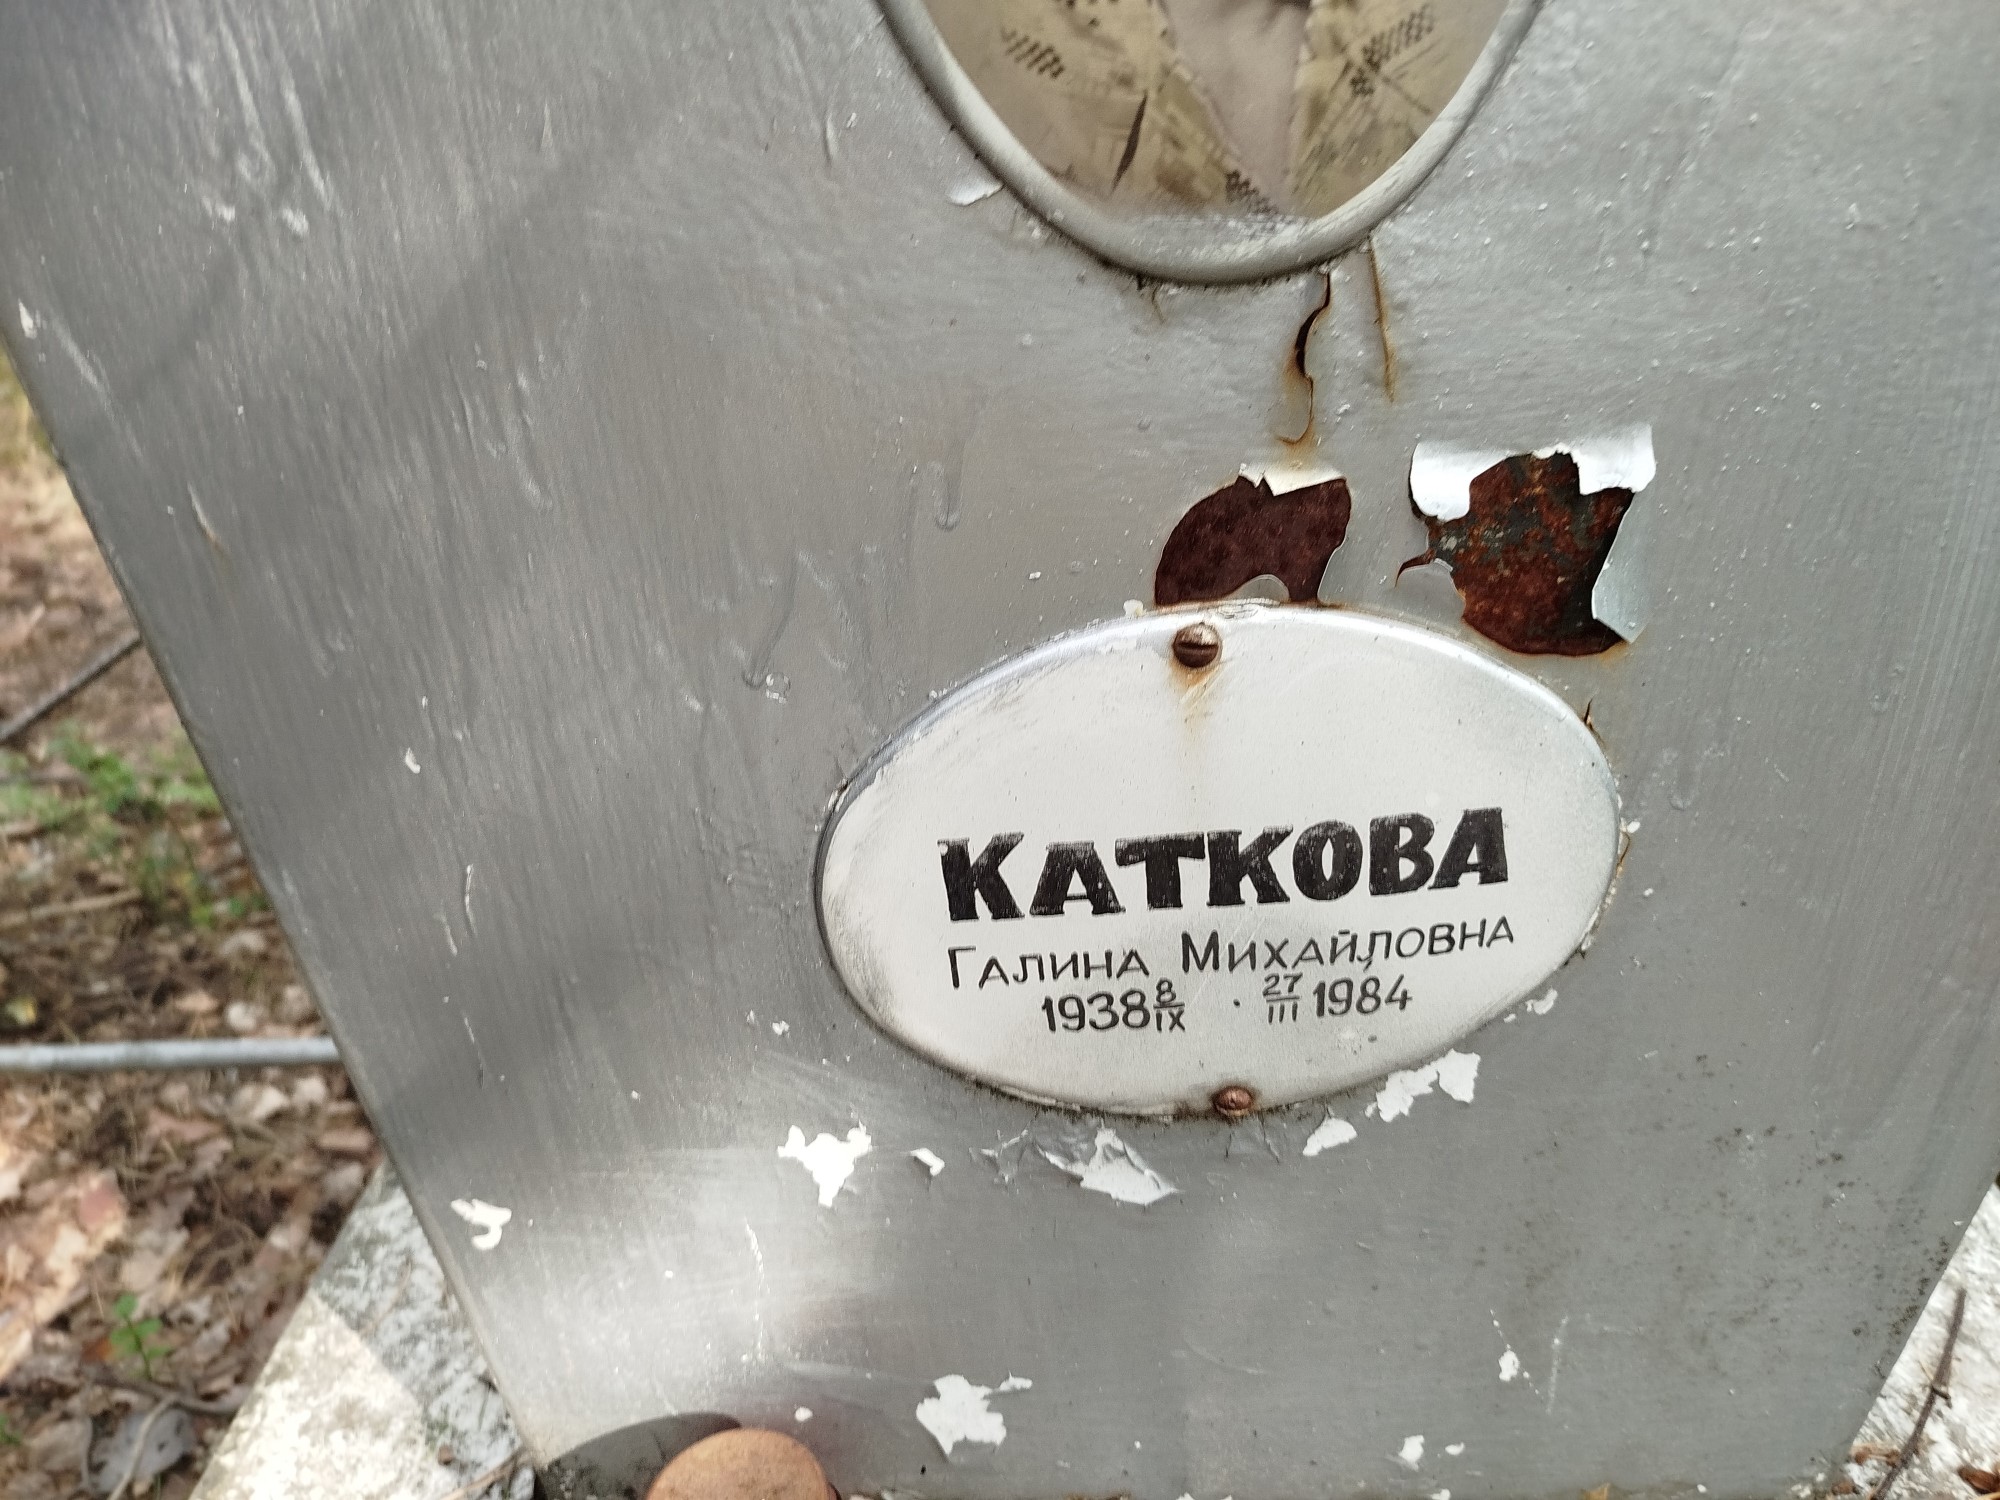 КАТКОВА
ГАЛИНА МИХАЙЛОВНА
1938 8/IX · 27/III 1984